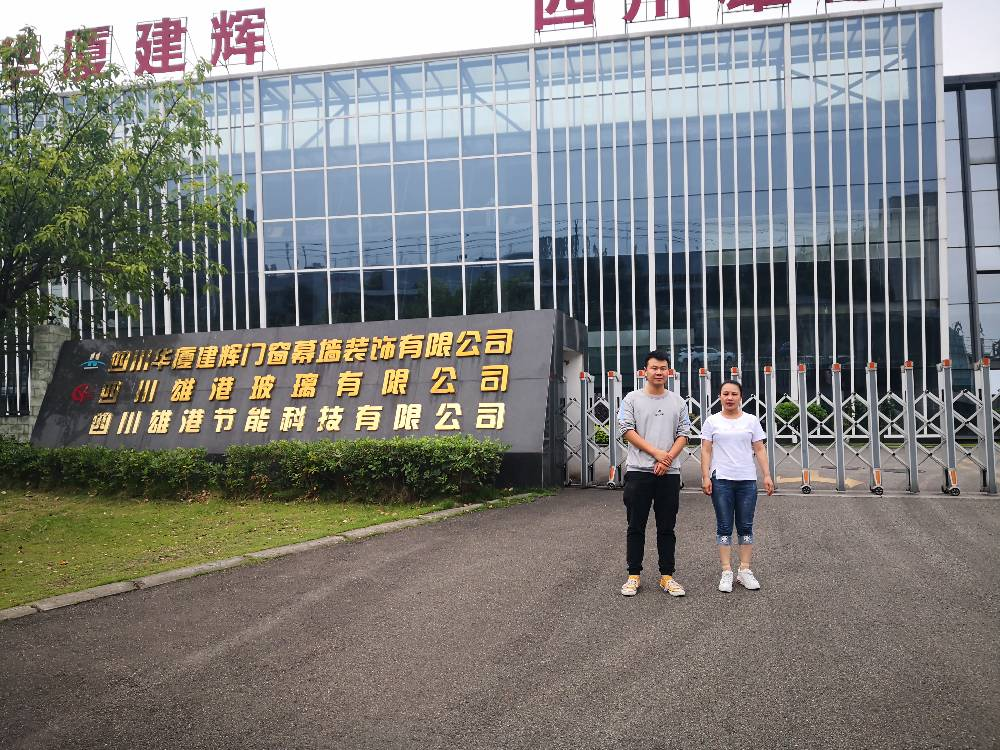 厦建辉
四川雄
四川华厦建辉门窗幕墙装饰有限公司
四川雄港玻璃有限公司
四川雄港节能科技有限公司